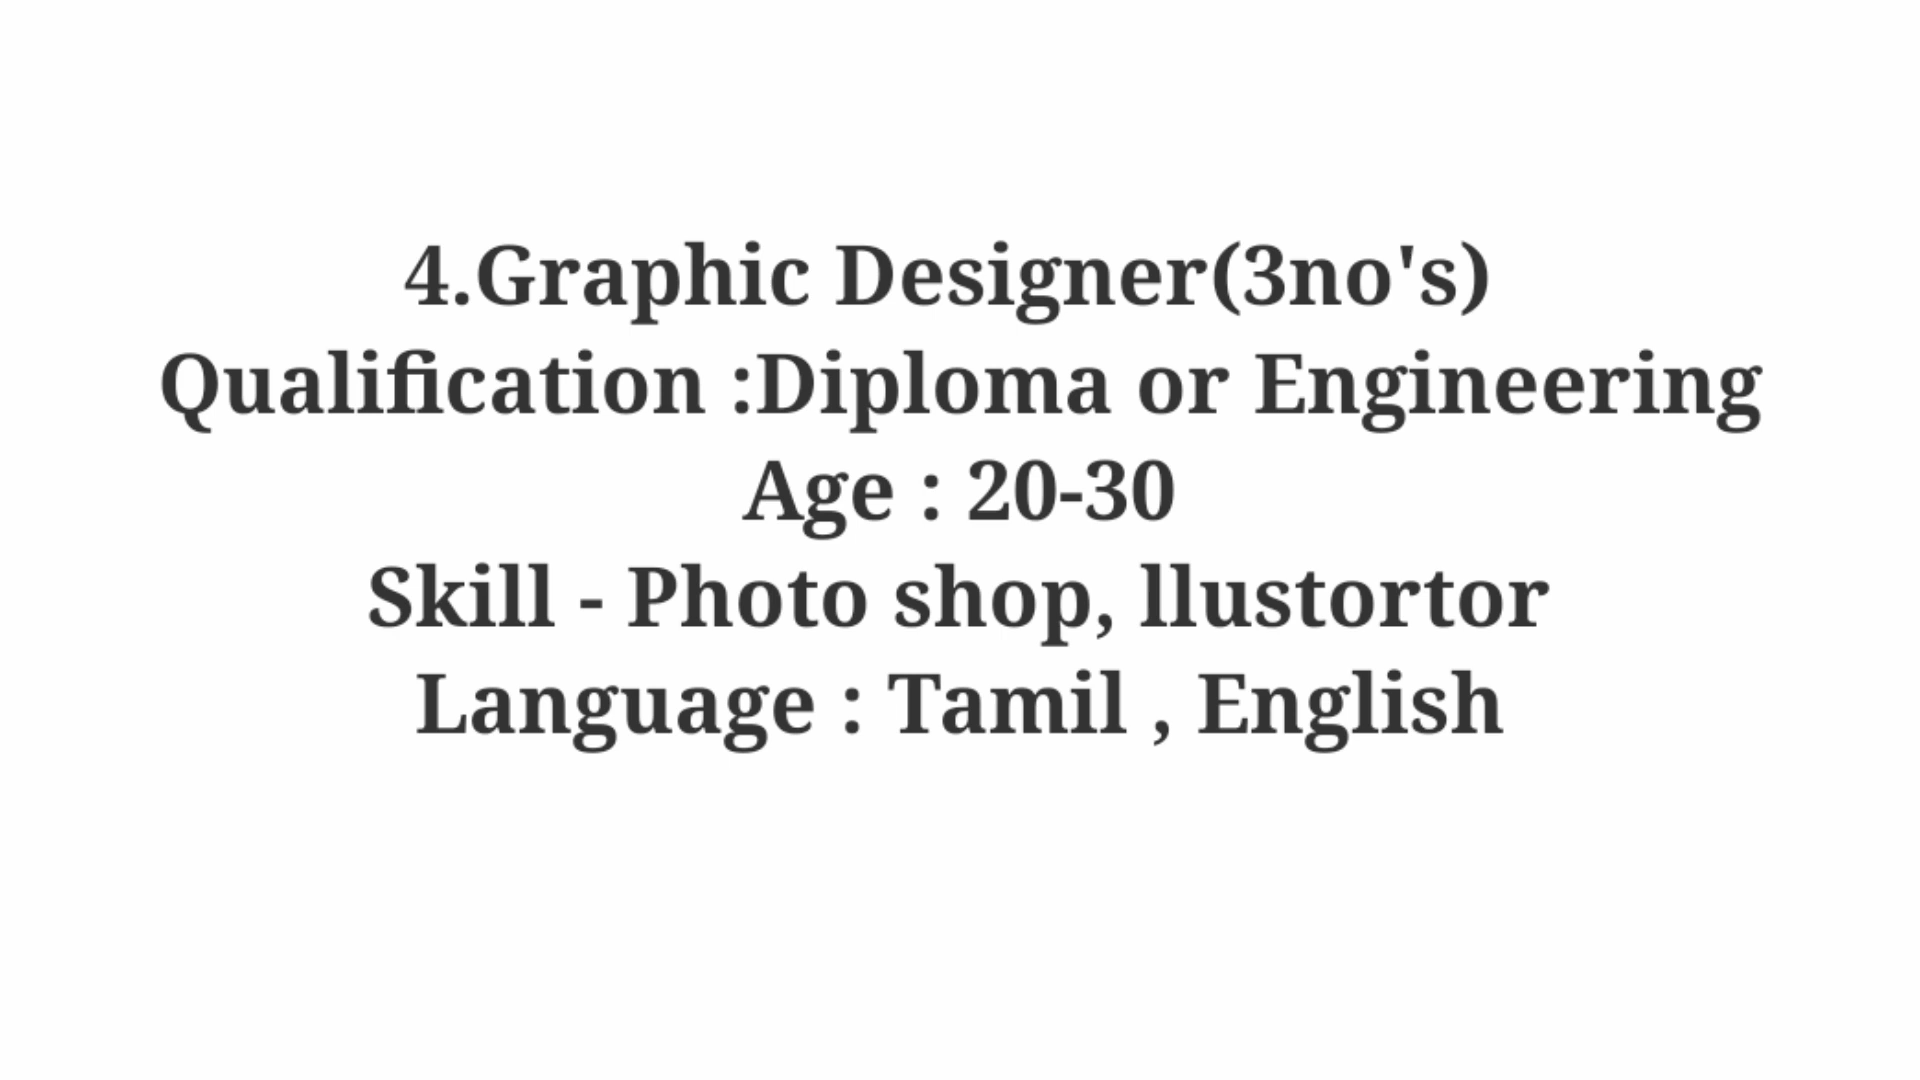 4.Graphic Designer(3no's)
Qualification :Diploma or Engineering
Age : 20-30
Skill - Photo shop, llustortor
Language : Tamil , English